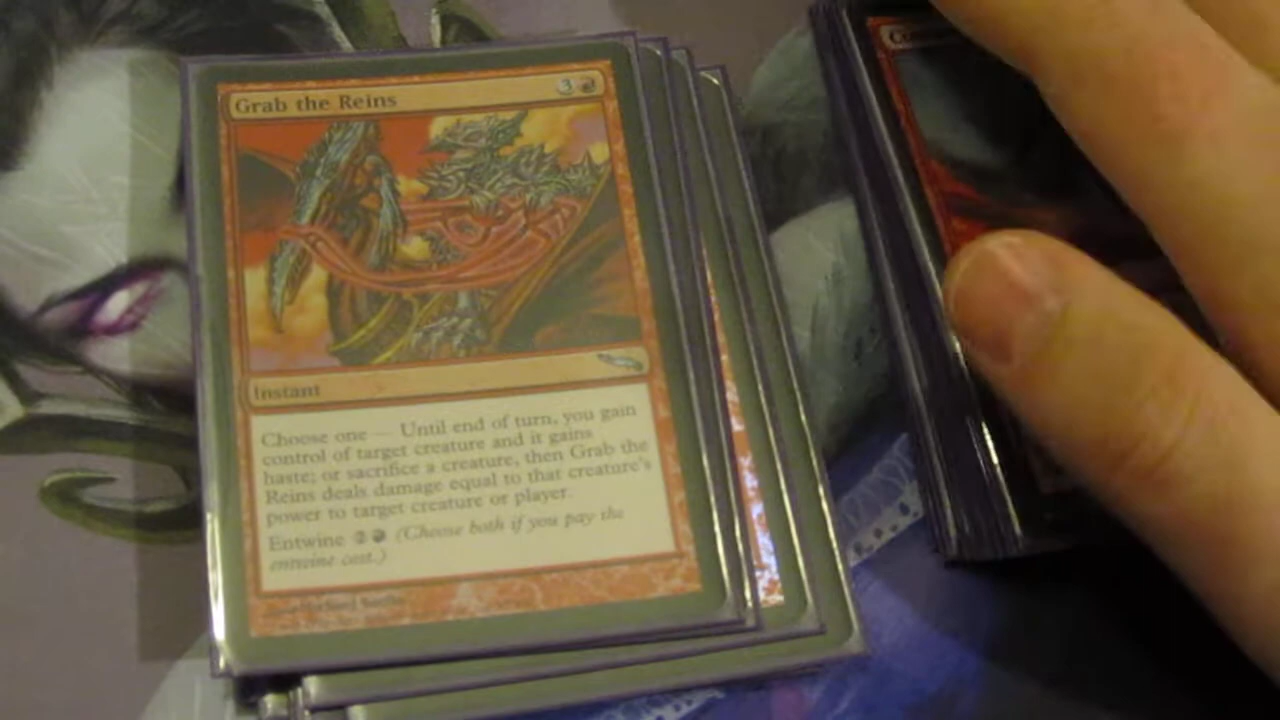 Grab the Reins
3
Instant
Choose one — Until end of turn, you gain
control of target creature and it gains
haste; or sacrifice a creature, then Grab the
Reins deals damage equal to that creature's
power to target creature or player.
Entwine 2 (Choose both if you pay the
entwine cost.)